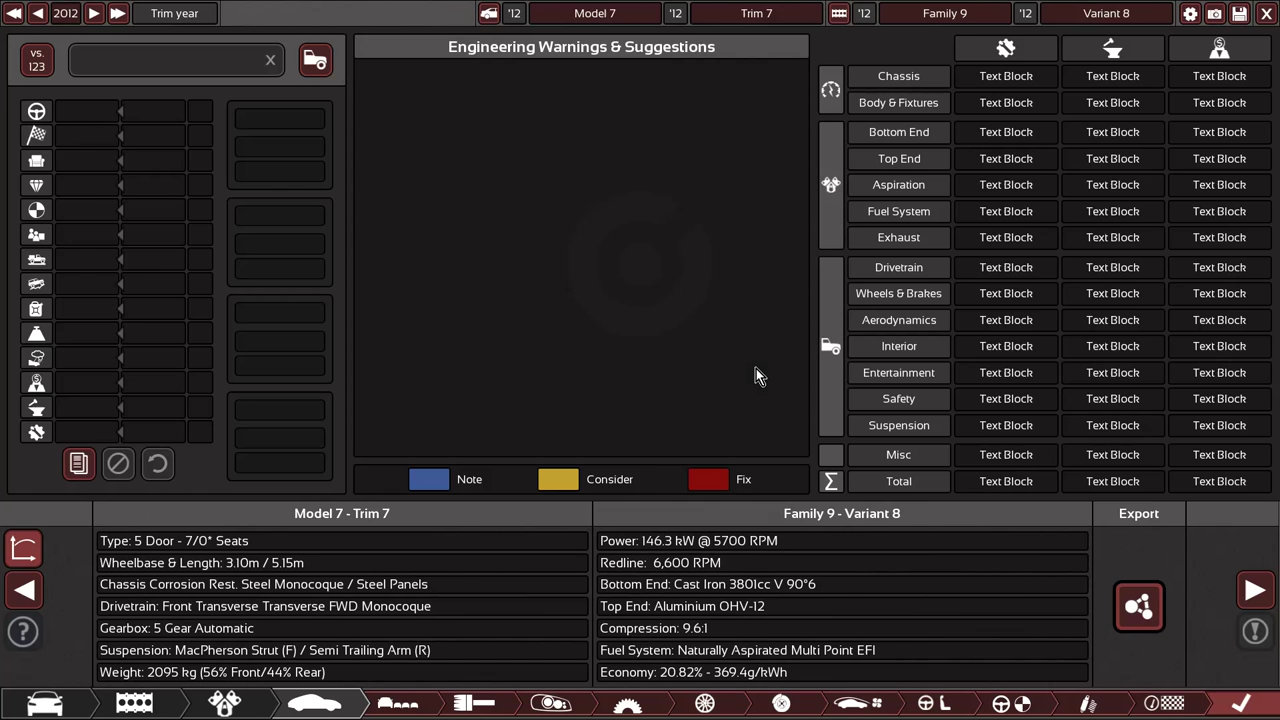 2012
Trim year
'12
Model 7
'12
Trim 7
'12
Family 9
'12
Variant 8
vs.
123
x
Engineering Warnings & Suggestions
Chassis Text Block Text Block Text Block
Body & Fixtures Text Block Text Block Text Block
Bottom End Text Block Text Block Text Block
Top End Text Block Text Block Text Block
Aspiration Text Block Text Block Text Block
Fuel System Text Block Text Block Text Block
Exhaust Text Block Text Block Text Block
Drivetrain Text Block Text Block Text Block
Wheels & Brakes Text Block Text Block Text Block
Aerodynamics Text Block Text Block Text Block
Interior Text Block Text Block Text Block
Entertainment Text Block Text Block Text Block
Safety Text Block Text Block Text Block
Suspension Text Block Text Block Text Block
Misc Text Block Text Block Text Block
Σ Total Text Block Text Block Text Block
Note
Consider
Fix
Model 7 - Trim 7
Type: 5 Door - 7/0* Seats
Wheelbase & Length: 3.10m / 5.15m
Chassis Corrosion Rest. Steel Monocoque / Steel Panels
Drivetrain: Front Transverse Transverse FWD Monocoque
Gearbox: 5 Gear Automatic
Suspension: MacPherson Strut (F) / Semi Trailing Arm (R)
Weight: 2095 kg (56% Front/44% Rear)
Family 9 - Variant 8
Power: 146.3 kW @ 5700 RPM
Redline: 6,600 RPM
Bottom End: Cast Iron 3801cc V 90°6
Top End: Aluminium OHV-12
Compression: 9.6:1
Fuel System: Naturally Aspirated Multi Point EFI
Economy: 20.82% - 369.4g/kWh
Export